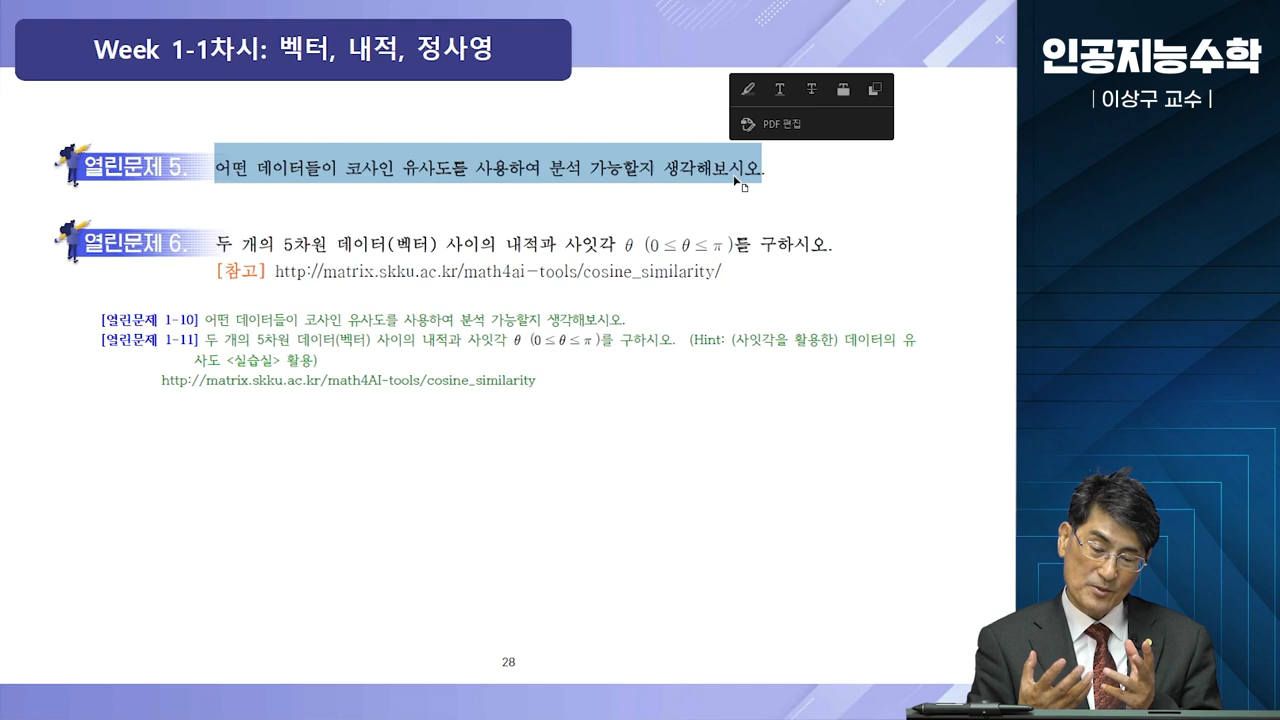 Week 1-1차시: 벡터, 내적, 정사영
인공지능수학
| 이상구 교수 |
PDF 편집
열린문제 5. 어떤 데이터들이 코사인 유사도를 사용하여 분석 가능할지 생각해보시오.
열린문제 6. 두 개의 5차원 데이터(벡터) 사이의 내적과 사잇각 θ (0≤θ≤π)를 구하시오.
[참고] http://matrix.skku.ac.kr/math4ai-tools/cosine_similarity/
[열린문제 1-10] 어떤 데이터들이 코사인 유사도를 사용하여 분석 가능할지 생각해보시오.
[열린문제 1-11] 두 개의 5차원 데이터(벡터) 사이의 내적과 사잇각 θ (0≤θ≤π)를 구하시오. (Hint: (사잇각을 활용한) 데이터의 유
사도 <실습실> 활용)
http://matrix.skku.ac.kr/math4AI-tools/cosine_similarity
28